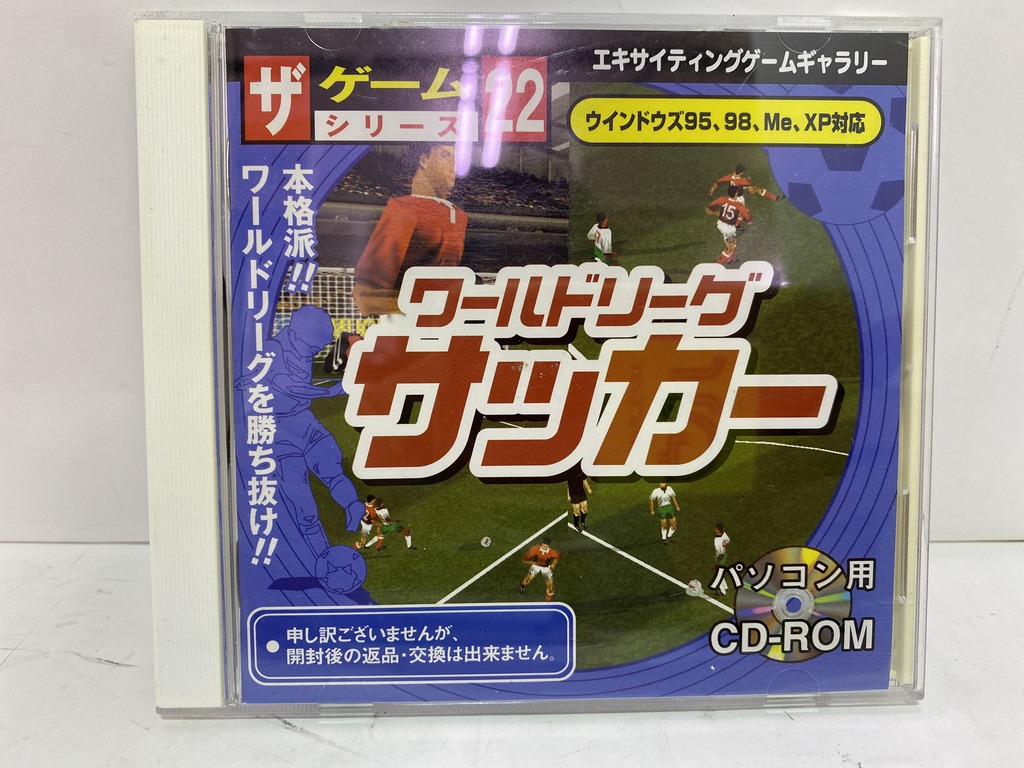 ザ ゲーム
シリーズ 22
エキサイティングゲームギャラリー
ウインドウズ95、98、Me、XP対応
本格派!!
ワールドリーグを勝ち抜け!!
15
ワールドリーグ
サッカー
パソコン用
CD-ROM
● 申し訳ございませんが、
開封後の返品・交換は出来ません。